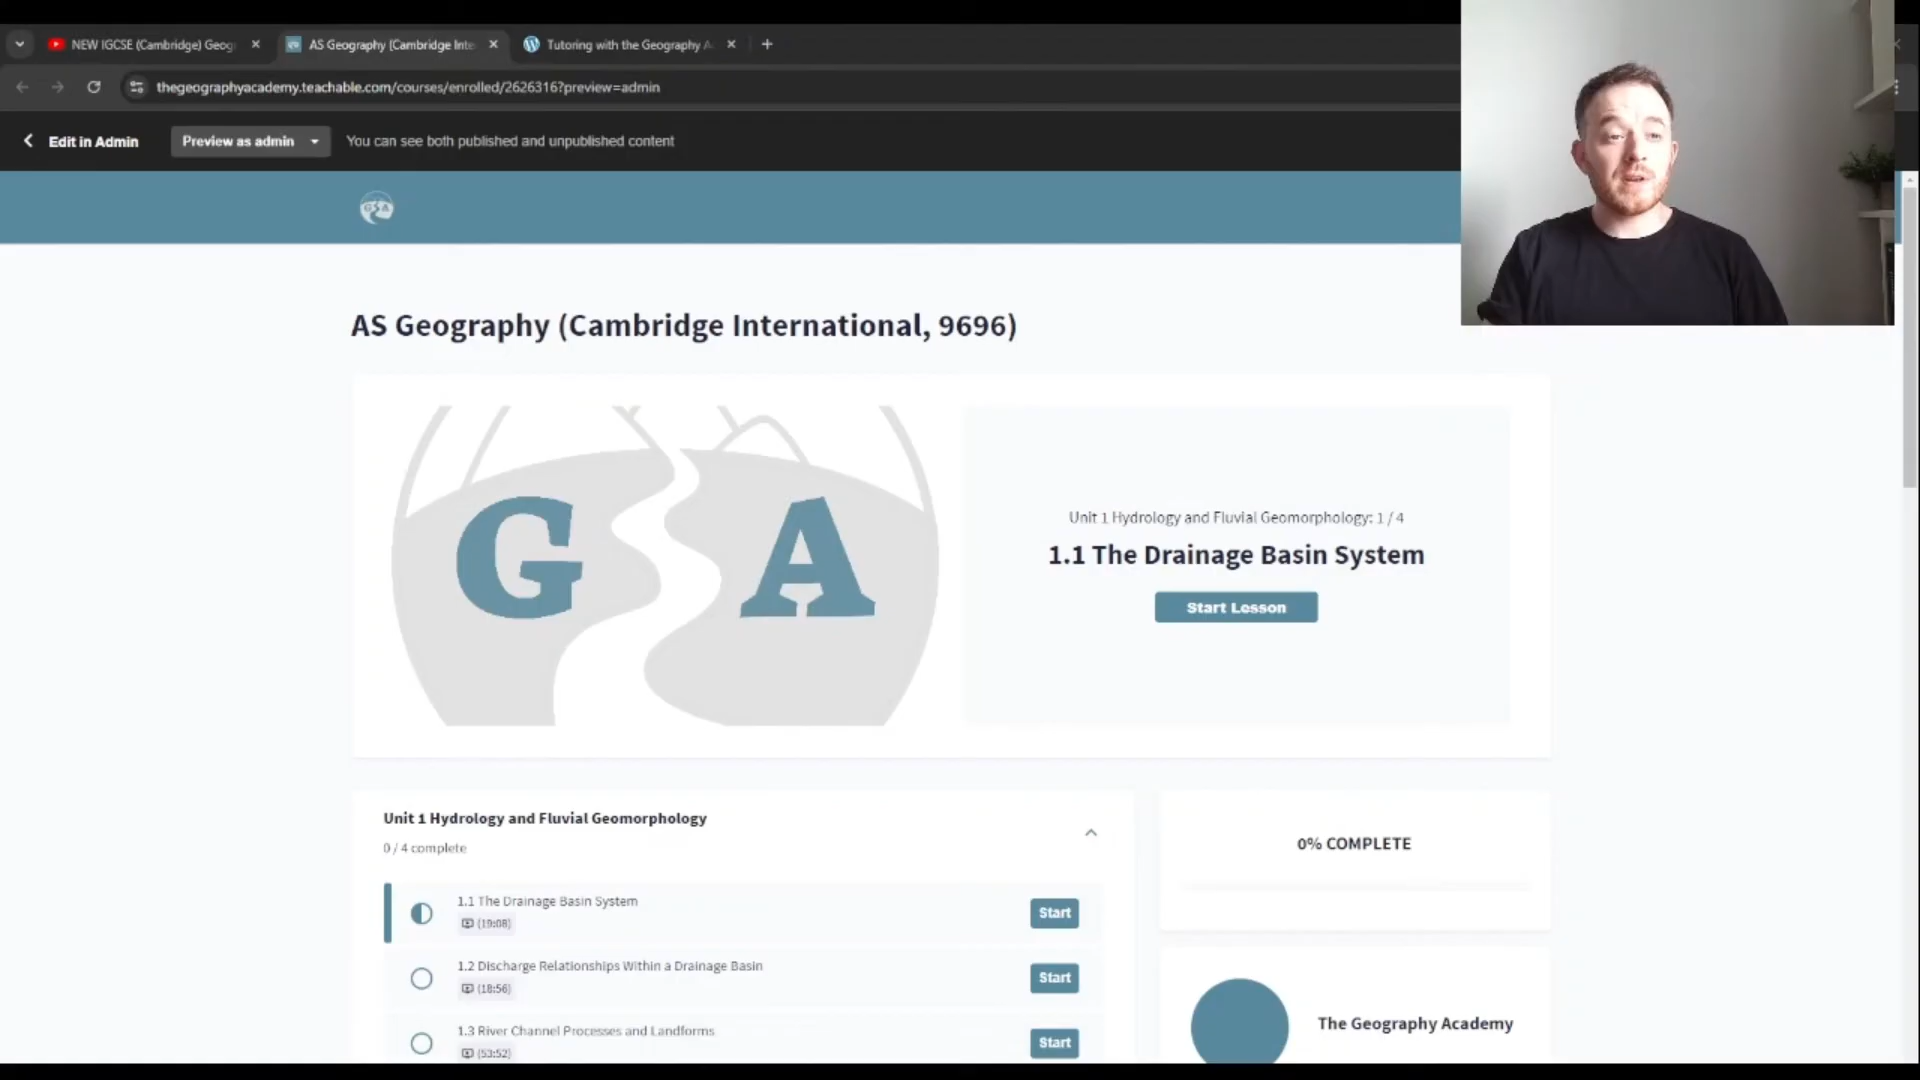 NEW IGCSE (Cambridge) Geog
AS Geography (Cambridge Inte
Tutoring with the Geography A
thegeographyacademy.teachable.com/courses/enrolled/2626316?preview=admin
Edit in Admin
Preview as admin
You can see both published and unpublished content
G A
AS Geography (Cambridge International, 9696)
G A
Unit 1 Hydrology and Fluvial Geomorphology: 1 / 4
1.1 The Drainage Basin System
Start Lesson
Unit 1 Hydrology and Fluvial Geomorphology
0 / 4 complete
0% COMPLETE
1.1 The Drainage Basin System
(19:08)
Start
1.2 Discharge Relationships Within a Drainage Basin
(18:56)
Start
The Geography Academy
1.3 River Channel Processes and Landforms
(53:52)
Start